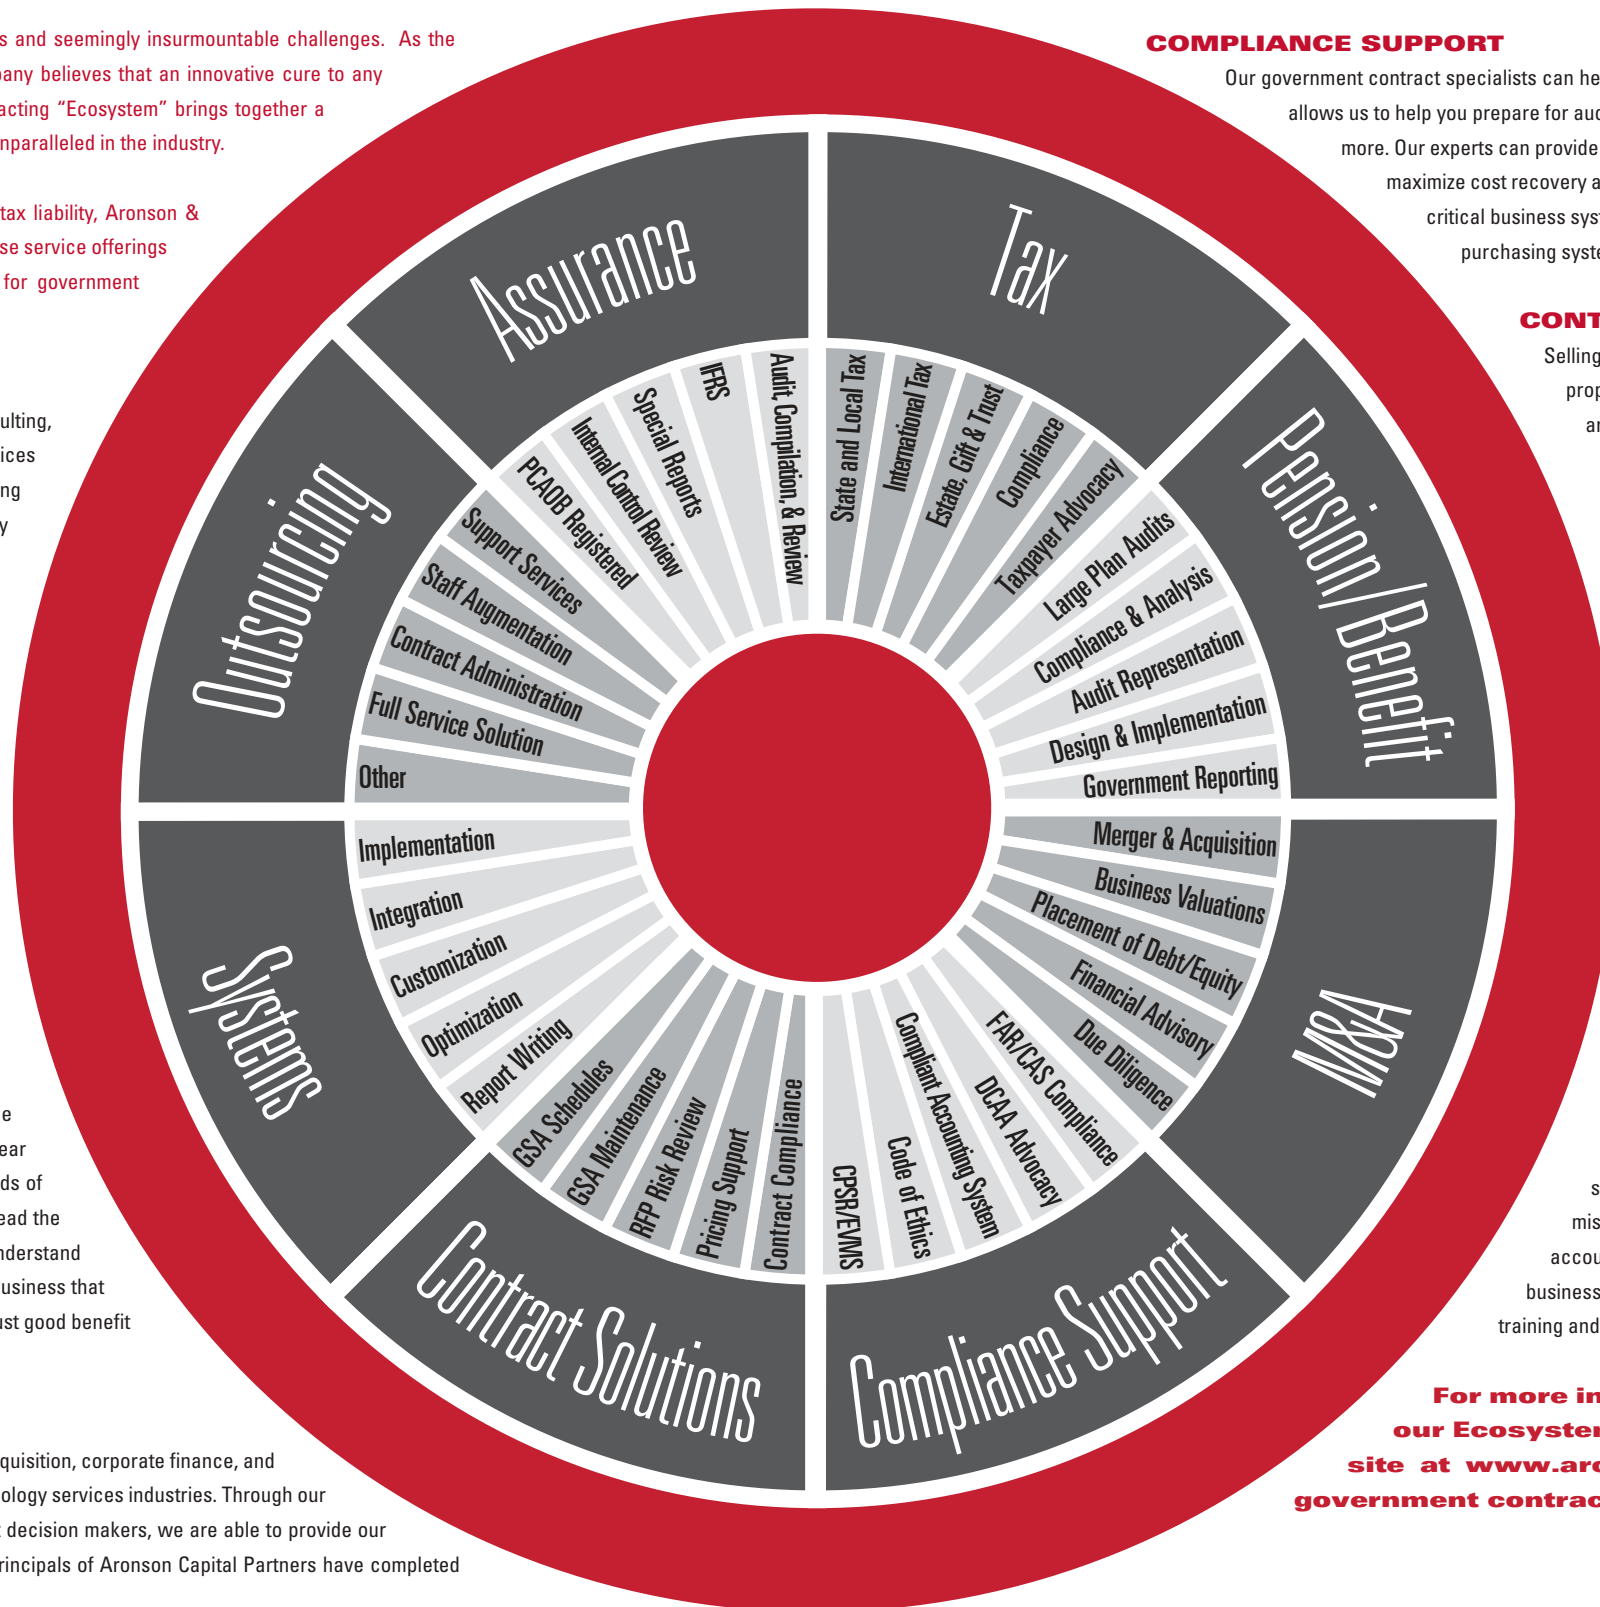 s and seemingly insurmountable challenges. As the
pany believes that an innovative cure to any
acting “Ecosystem” brings together a
nparalleled in the industry.
tax liability, Aronson &
se service offerings
for government
ulting,
ices
ng
y
e
ear
ds of
ead the
nderstand
business that
ust good benefit
quisition, corporate finance, and
ology services industries. Through our
t decision makers, we are able to provide our
rincipals of Aronson Capital Partners have completed
COMPLIANCE SUPPORT
Our government contract specialists can he
allows us to help you prepare for aud
more. Our experts can provide
maximize cost recovery a
critical business syst
purchasing syste
CONT
Selling
prop
ar
s
mis
accou
business
training and
For more in
our Ecosyster
site at www.arc
government contrac
Assurance
PCAOB Registered
Internal Control Review
Special Reports
IFRS
Audit, Compilation, & Review
Tax
State and Local Tax
International Tax
Estate, Gift & Trust
Compliance
Taxpayer Advocacy
Pension/Benefit
Large Plan Audits
Compliance & Analysis
Audit Representation
Design & Implementation
Government Reporting
M&A
Merger & Acquisition
Business Valuations
Placement of Debt/Equity
Financial Advisory
Due Diligence
Compliance Support
FAR/CAS Compliance
DCAA Advocacy
Compliant Accounting System
Code of Ethics
CPSR/EVMS
Contract Solutions
Contract Compliance
Pricing Support
RFP Risk Review
GSA Maintenance
GSA Schedules
Systems
Report Writing
Optimization
Customization
Integration
Implementation
Outsourcing
Other
Full Service Solution
Contract Administration
Staff Augmentation
Support Services